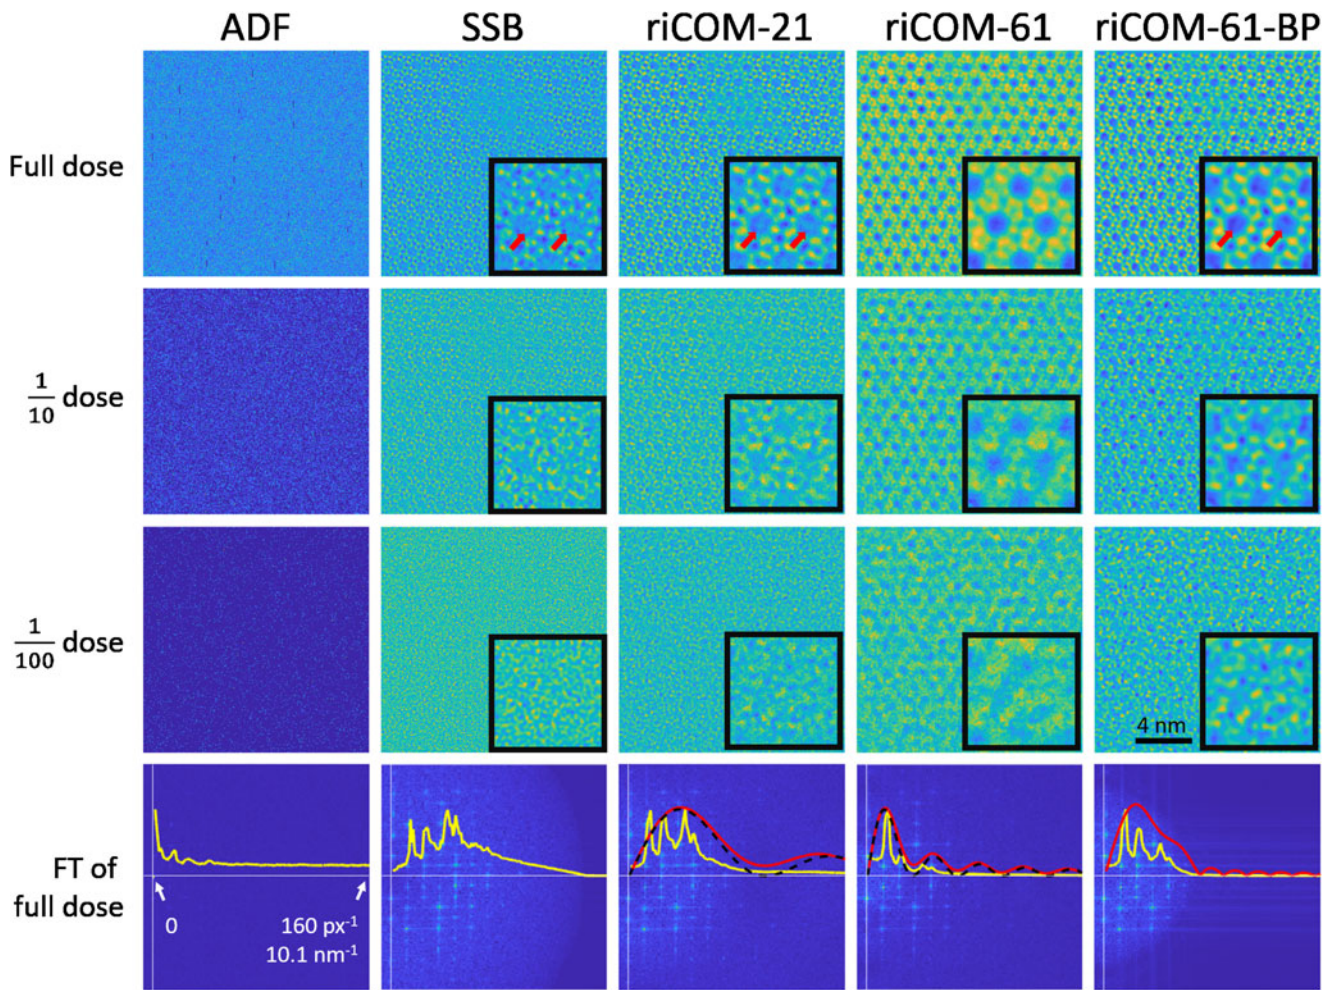 ADF SSB riCOM-21 riCOM-61 riCOM-61-BP
Full dose
1/10 dose
1/100 dose
4 nm
FT of
full dose
0 160 px⁻¹
10.1 nm⁻¹